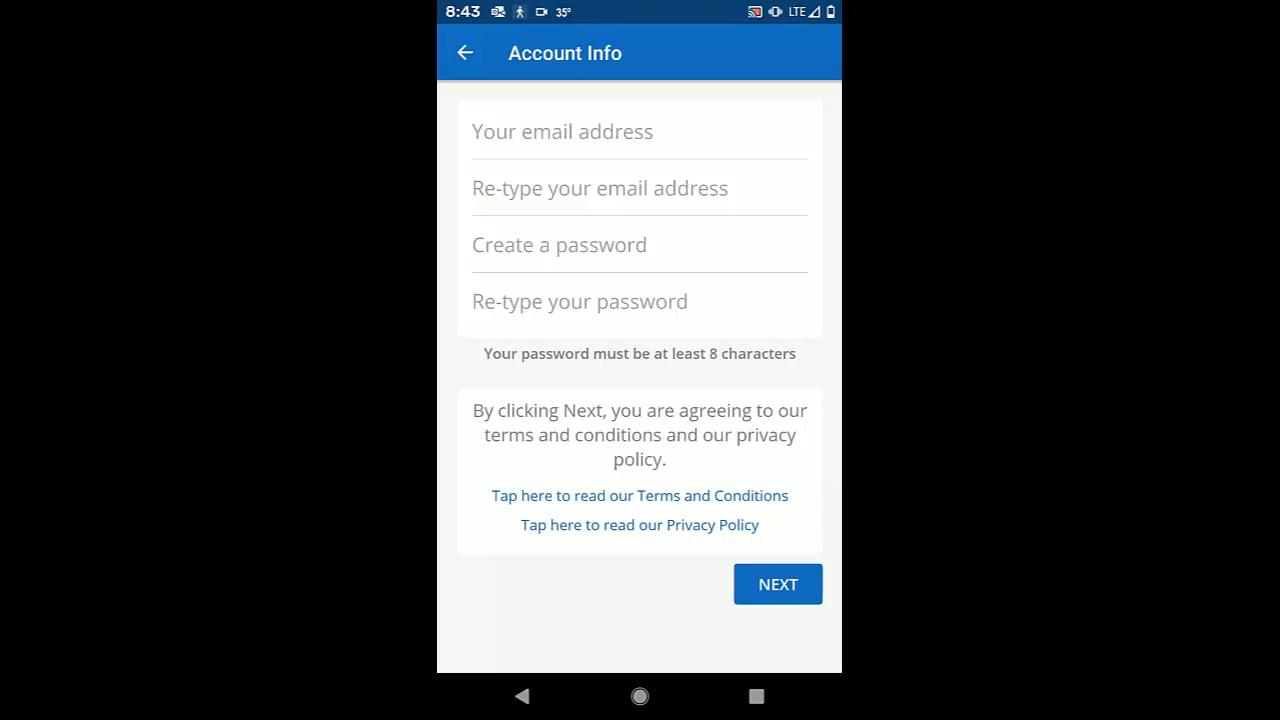 8:43 35° LTE
Account Info
Your email address
Re-type your email address
Create a password
Re-type your password
Your password must be at least 8 characters
By clicking Next, you are agreeing to our
terms and conditions and our privacy
policy.
Tap here to read our Terms and Conditions
Tap here to read our Privacy Policy
NEXT